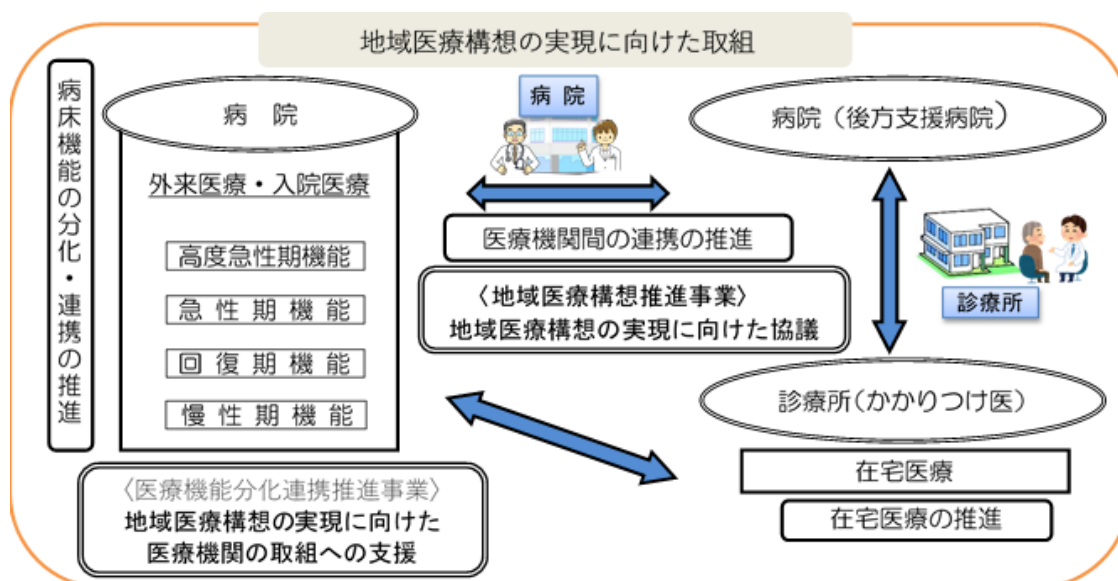 地域医療構想の実現に向けた取組
病床機能の分化・連携の推進
病 院
外来医療・入院医療
高度急性期機能
急性期機能
回復期機能
慢性期機能
〈医療機能分化連携推進事業〉
地域医療構想の実現に向けた
医療機関の取組への支援
病 院
医療機関間の連携の推進
〈地域医療構想推進事業〉
地域医療構想の実現に向けた協議
病院（後方支援病院）
診療所
診療所（かかりつけ医）
在宅医療
在宅医療の推進